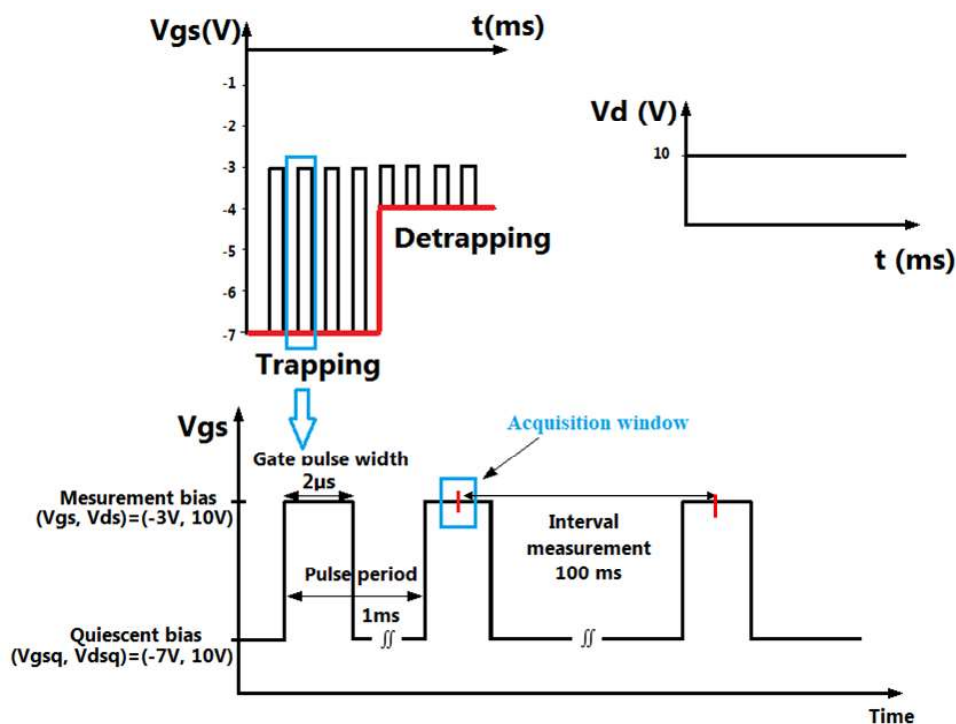 Vgs(V)
t(ms)
-1
-2
-3
-4
-5
-6
-7
Detrapping
Trapping
Vd (V)
10
t (ms)
Vgs
Acquisition window
Gate pulse width
2μs
Mesurement bias
(Vgs, Vds)=(-3V, 10V)
Interval
measurement
100 ms
Pulse period
1ms
Quiescent bias
(Vgsq, Vdsq)=(-7V, 10V)
Time